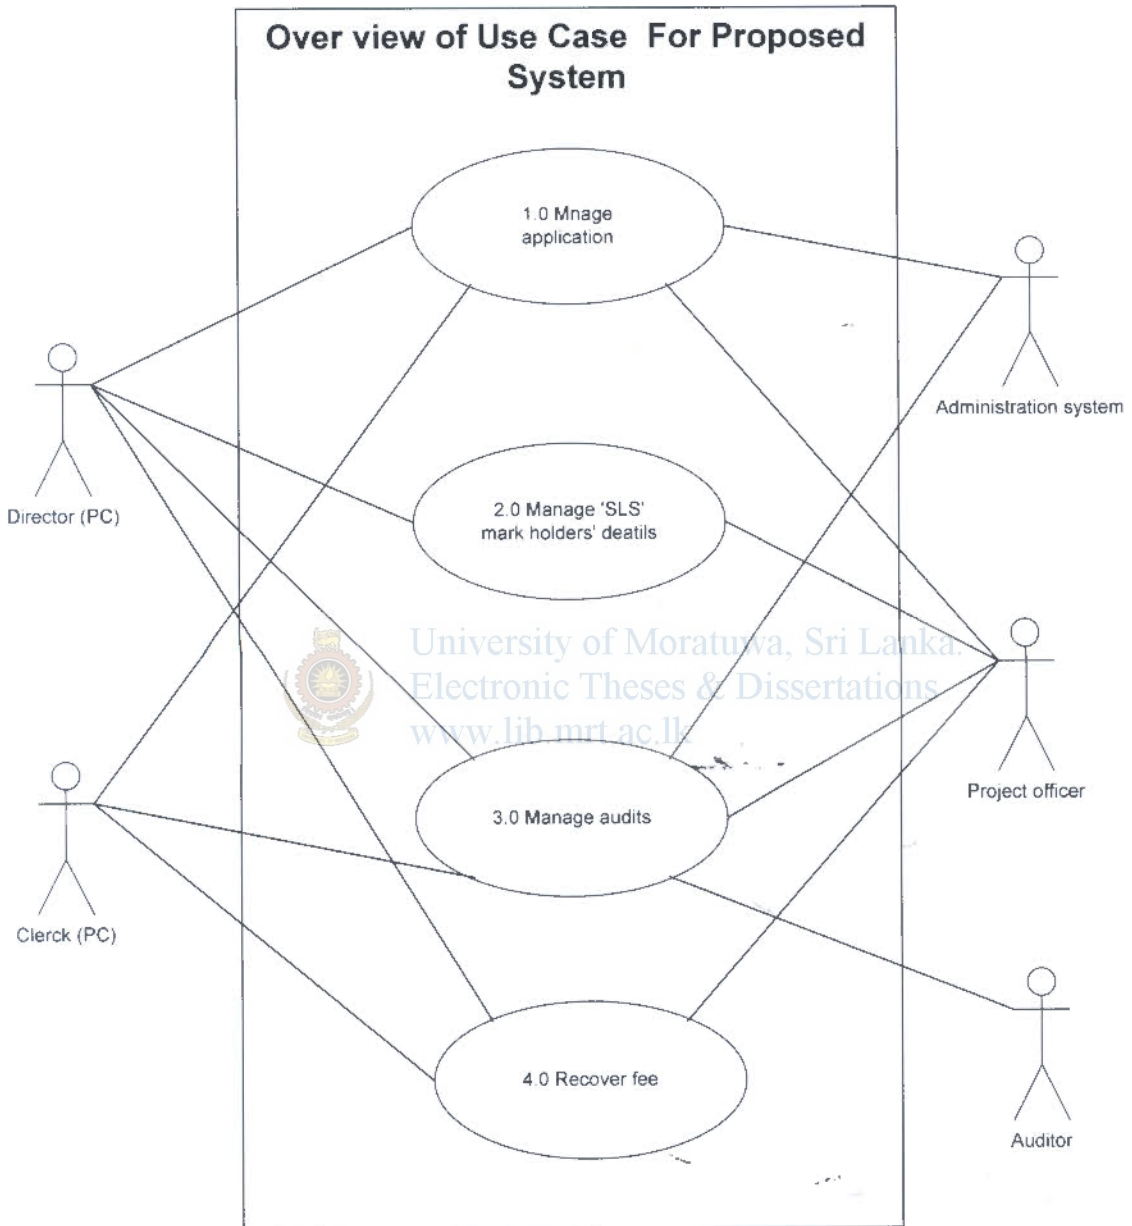 Over view of Use Case For Proposed
System
1.0 Mnage
application
Administration system
Director (PC)
2.0 Manage 'SLS'
mark holders' deatils
University of Moratuwa, Sri Lanka.
Electronic Theses & Dissertations
www.lib.mrt.ac.lk
Project officer
3.0 Manage audits
Clerck (PC)
4.0 Recover fee
Auditor